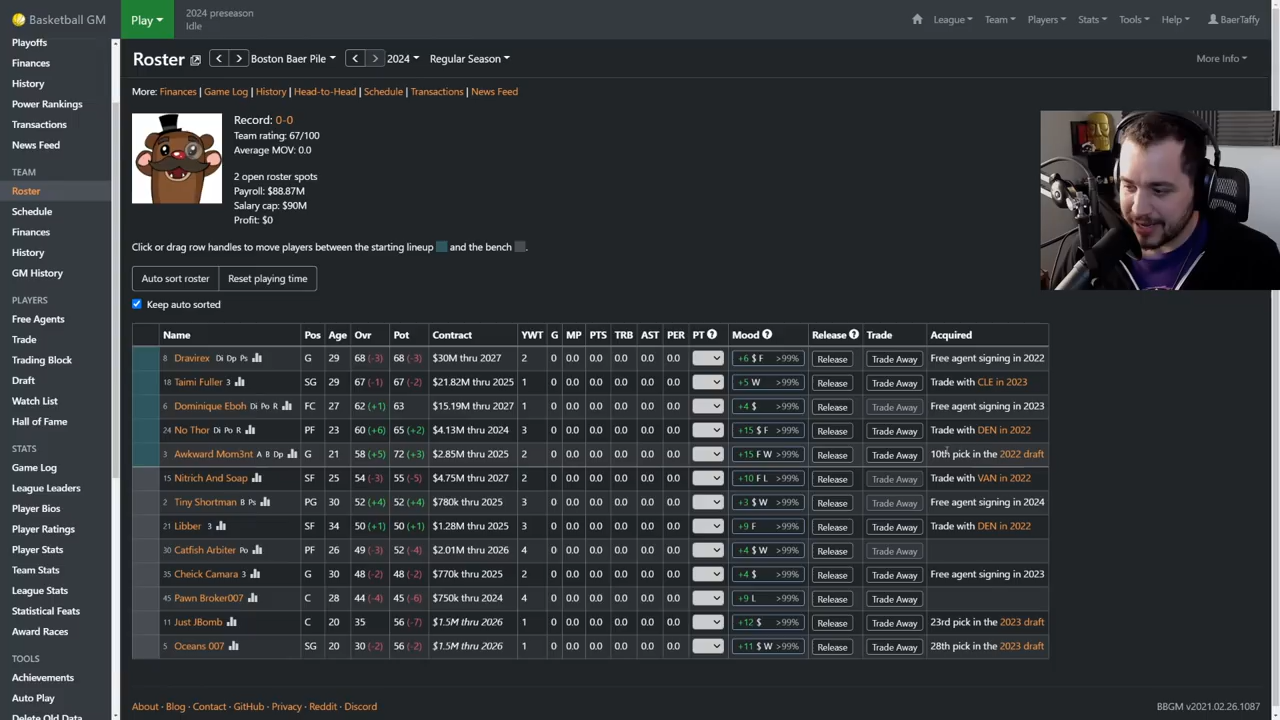 Basketball GM
Play
2024 preseason
Idle
League
Team
Players
Stats
Tools
Help
BaerTaffy
Playoffs
Finances
History
Power Rankings
Transactions
News Feed
TEAM
Roster
Schedule
Finances
History
GM History
PLAYERS
Free Agents
Trade
Trading Block
Draft
Watch List
Hall of Fame
STATS
Game Log
League Leaders
Player Bios
Player Ratings
Player Stats
Team Stats
League Stats
Statistical Feats
Award Races
TOOLS
Achievements
Auto Play
Delete Old Data
Roster
Boston Baer Pile
2024
Regular Season
More Info
More: Finances | Game Log | History | Head-to-Head | Schedule | Transactions | News Feed
Record: 0-0
Team rating: 67/100
Average MOV: 0.0
2 open roster spots
Payroll: $88.87M
Salary cap: $90M
Profit: $0
Click or drag row handles to move players between the starting lineup and the bench .
Auto sort roster
Reset playing time
Keep auto sorted
Name Pos Age Ovr Pot Contract YWT G MP PTS TRB AST PER PT Mood Release Trade Acquired
8 Dravirex Di Dp Ps G 29 68 (-3) 68 (-3) $30M thru 2027 2 0 0.0 0.0 0.0 0.0 0.0 +6 $ F >99% Release Trade Away Free agent signing in 2022
18 Taimi Fuller 3 SG 29 67 (-1) 67 (-2) $21.82M thru 2025 1 0 0.0 0.0 0.0 0.0 0.0 +5 W >99% Release Trade Away Trade with CLE in 2023
6 Dominique Eboh Di Po R FC 27 62 (+1) 63 $15.19M thru 2027 1 0 0.0 0.0 0.0 0.0 0.0 +4 $ >99% Release Trade Away Free agent signing in 2023
24 No Thor Di Po R PF 23 60 (+6) 65 (+2) $4.13M thru 2024 3 0 0.0 0.0 0.0 0.0 0.0 +15 $ F >99% Release Trade Away Trade with DEN in 2022
3 Awkward Mom3nt A B Dp G 21 58 (+5) 72 (+3) $2.85M thru 2025 2 0 0.0 0.0 0.0 0.0 0.0 +15 F W >99% Release Trade Away 10th pick in the 2022 draft
15 Nitrich And Soap SF 25 54 (-3) 55 (-5) $4.75M thru 2027 2 0 0.0 0.0 0.0 0.0 0.0 +10 F L >99% Release Trade Away Trade with VAN in 2022
2 Tiny Shortman B Ps PG 30 52 (+4) 52 (+4) $780k thru 2025 3 0 0.0 0.0 0.0 0.0 0.0 +3 $ W >99% Release Trade Away Free agent signing in 2024
21 Libber 3 SF 34 50 (+1) 50 (+1) $1.28M thru 2025 3 0 0.0 0.0 0.0 0.0 0.0 +9 F >99% Release Trade Away Trade with DEN in 2022
30 Catfish Arbiter Po PF 26 49 (-3) 52 (-4) $2.01M thru 2026 4 0 0.0 0.0 0.0 0.0 0.0 +4 $ W >99% Release Trade Away
35 Cheick Camara 3 G 30 48 (-2) 48 (-2) $770k thru 2025 2 0 0.0 0.0 0.0 0.0 0.0 +4 $ >99% Release Trade Away Free agent signing in 2023
45 Pawn Broker007 C 28 44 (-4) 45 (-6) $750k thru 2024 4 0 0.0 0.0 0.0 0.0 0.0 +9 L >99% Release Trade Away
11 Just JBomb C 20 35 56 (-7) $1.5M thru 2026 1 0 0.0 0.0 0.0 0.0 0.0 +12 $ >99% Release Trade Away 23rd pick in the 2023 draft
5 Oceans 007 SG 20 30 (-2) 56 (-2) $1.5M thru 2026 1 0 0.0 0.0 0.0 0.0 0.0 +11 $ W >99% Release Trade Away 28th pick in the 2023 draft
About · Blog · Contact · GitHub · Privacy · Reddit · Discord
BBGM v2021.02.26.1087